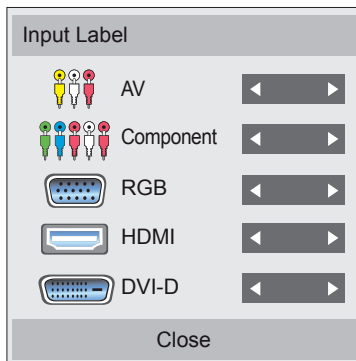 Input Label
AV
Component
RGB
HDMI
DVI-D
Close